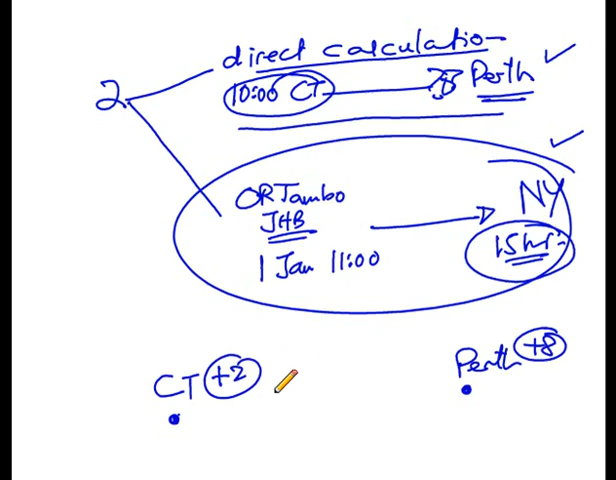 direct calculation
2
10:00 CT Perth
OR Tambo NY
JHB
15hrs
1 Jan 11:00
CT +2 Perth +8